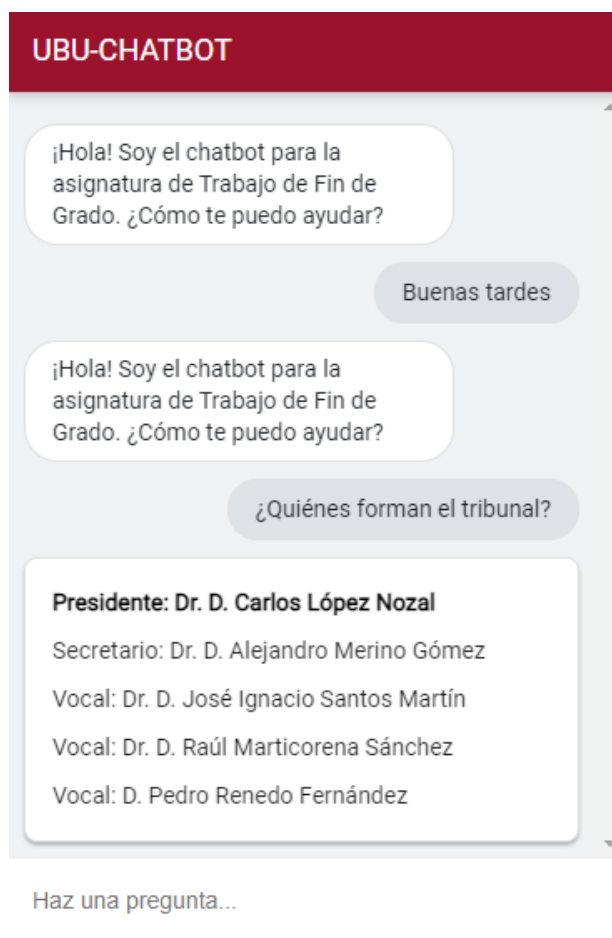 UBU-CHATBOT
¡Hola! Soy el chatbot para la
asignatura de Trabajo de Fin de
Grado. ¿Cómo te puedo ayudar?
Buenas tardes
¡Hola! Soy el chatbot para la
asignatura de Trabajo de Fin de
Grado. ¿Cómo te puedo ayudar?
¿Quiénes forman el tribunal?
Presidente: Dr. D. Carlos López Nozal
Secretario: Dr. D. Alejandro Merino Gómez
Vocal: Dr. D. José Ignacio Santos Martín
Vocal: Dr. D. Raúl Marticorena Sánchez
Vocal: D. Pedro Renedo Fernández
Haz una pregunta...